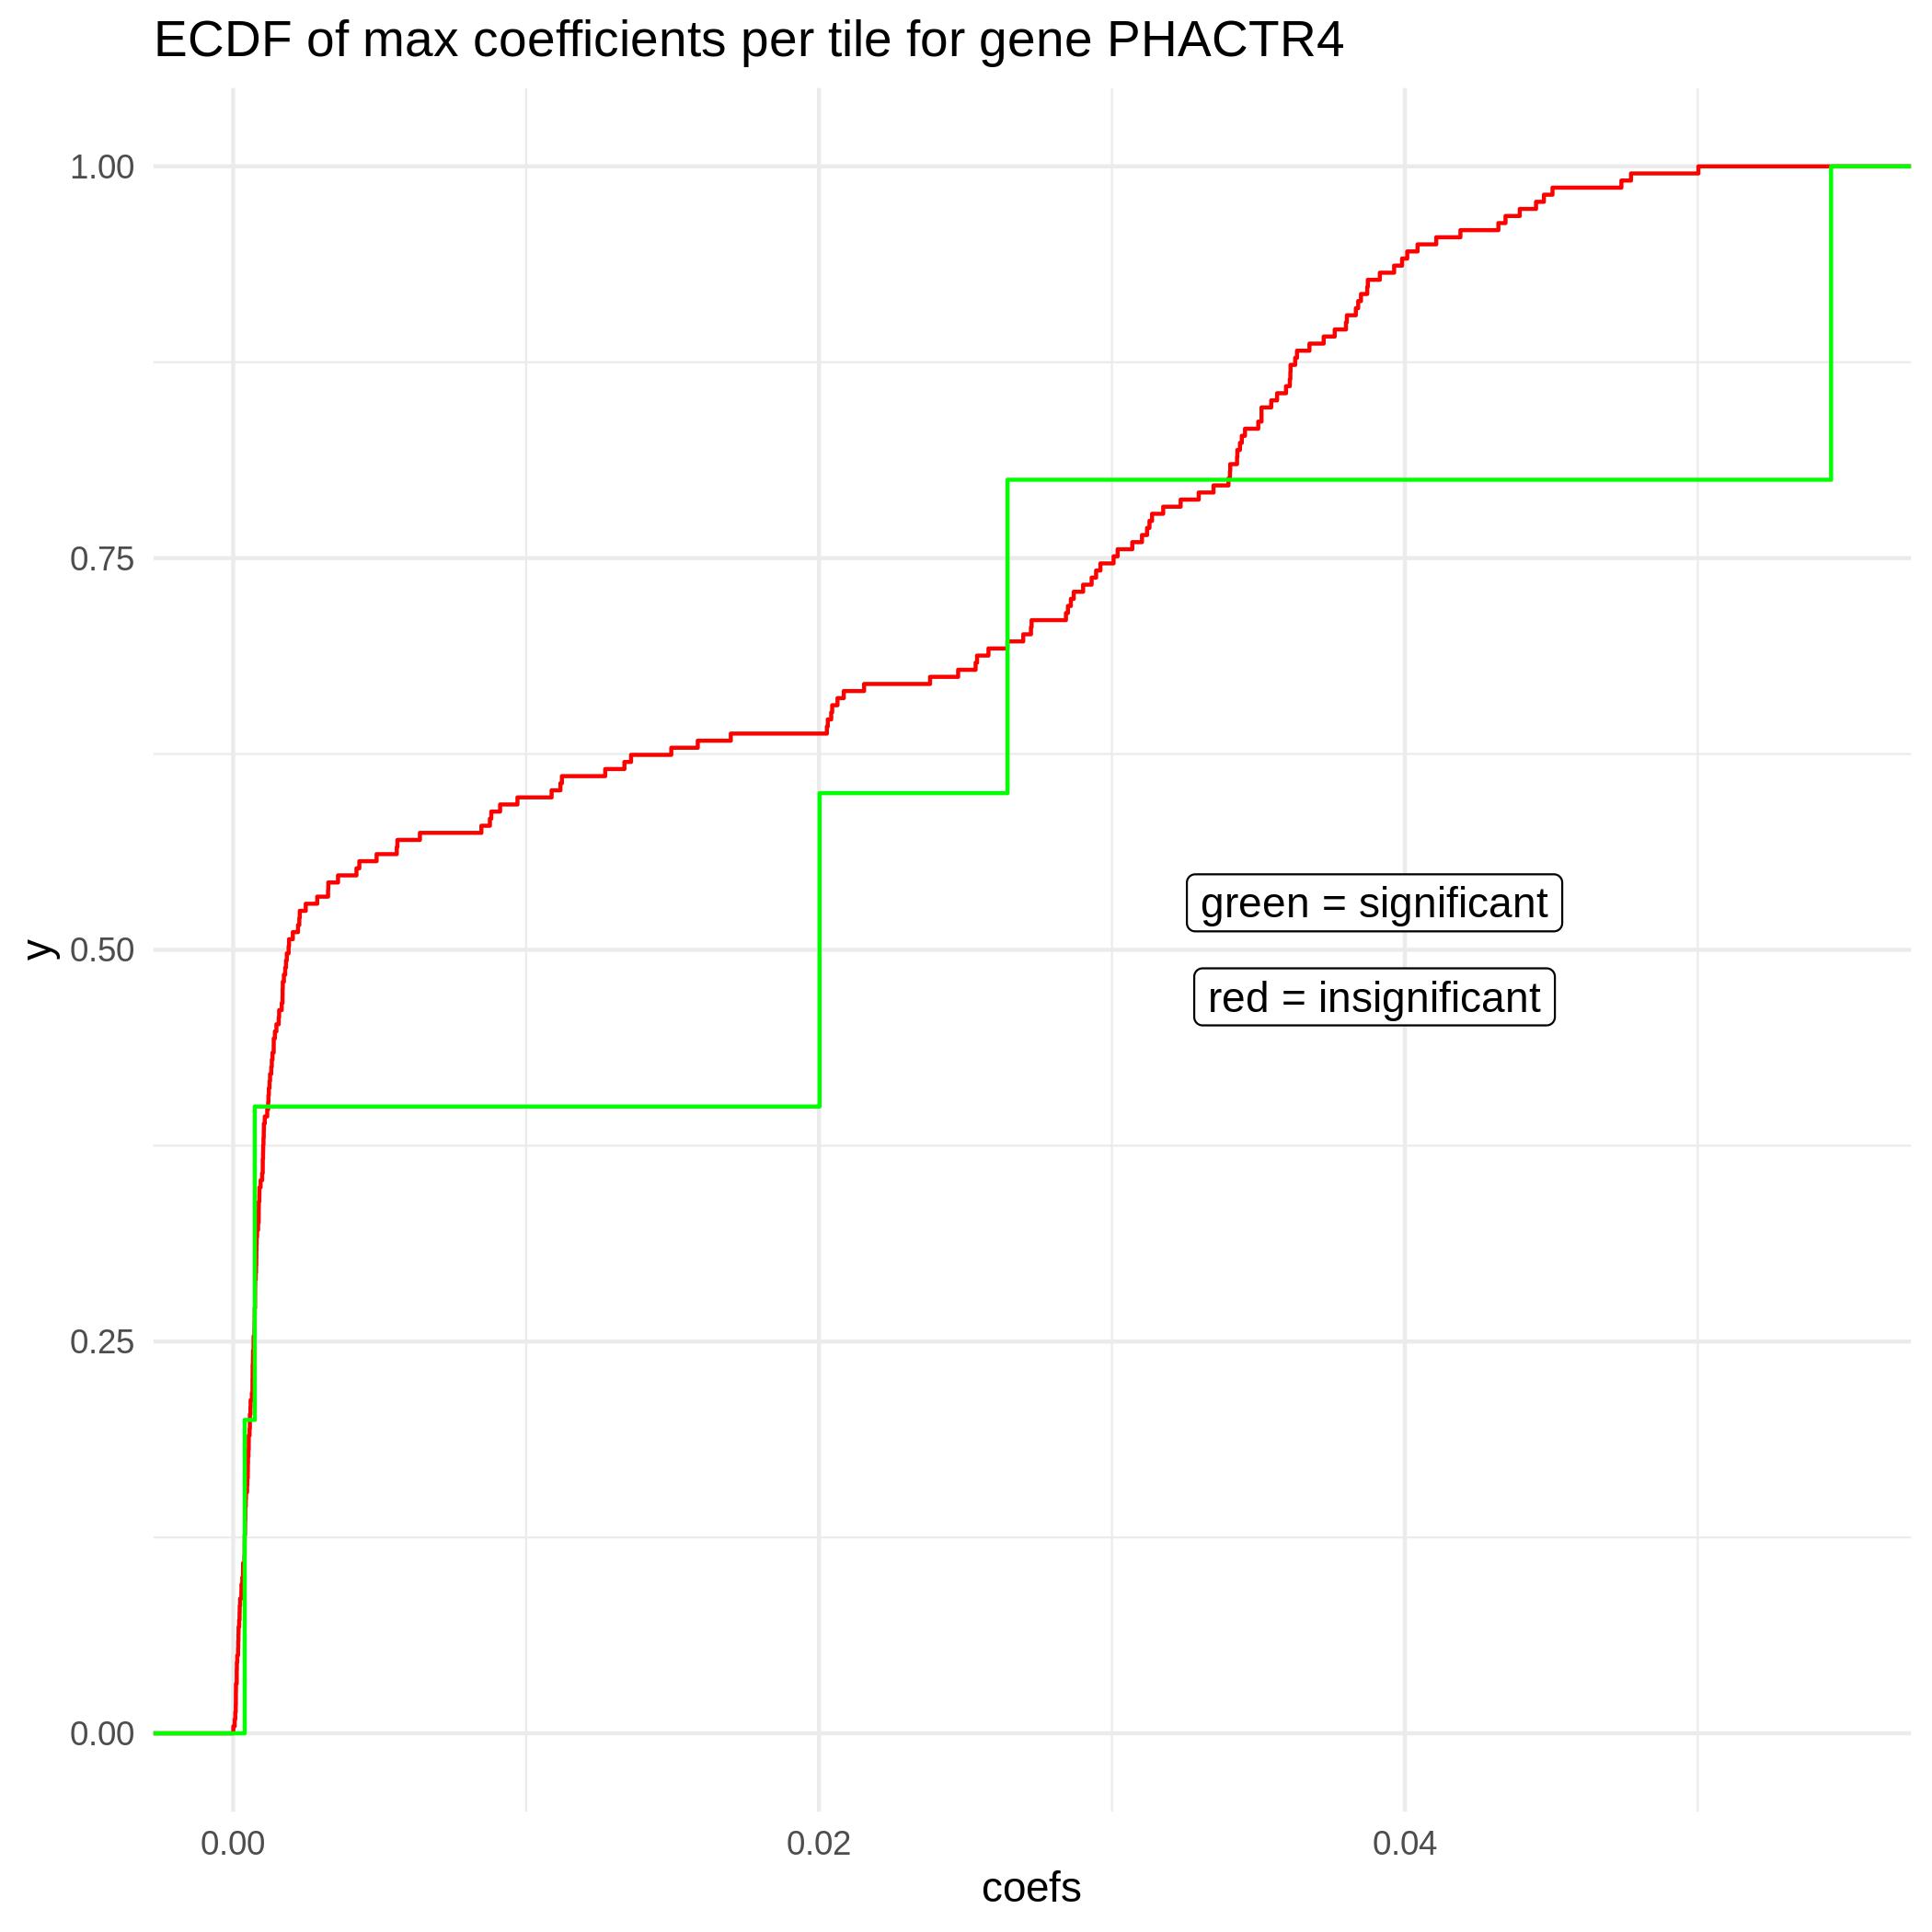 ECDF of max coefficients per tile for gene PHACTR4
1.00
0.75
0.50
0.25
0.00
y
green = significant
red = insignificant
0.00 0.02 0.04
coefs